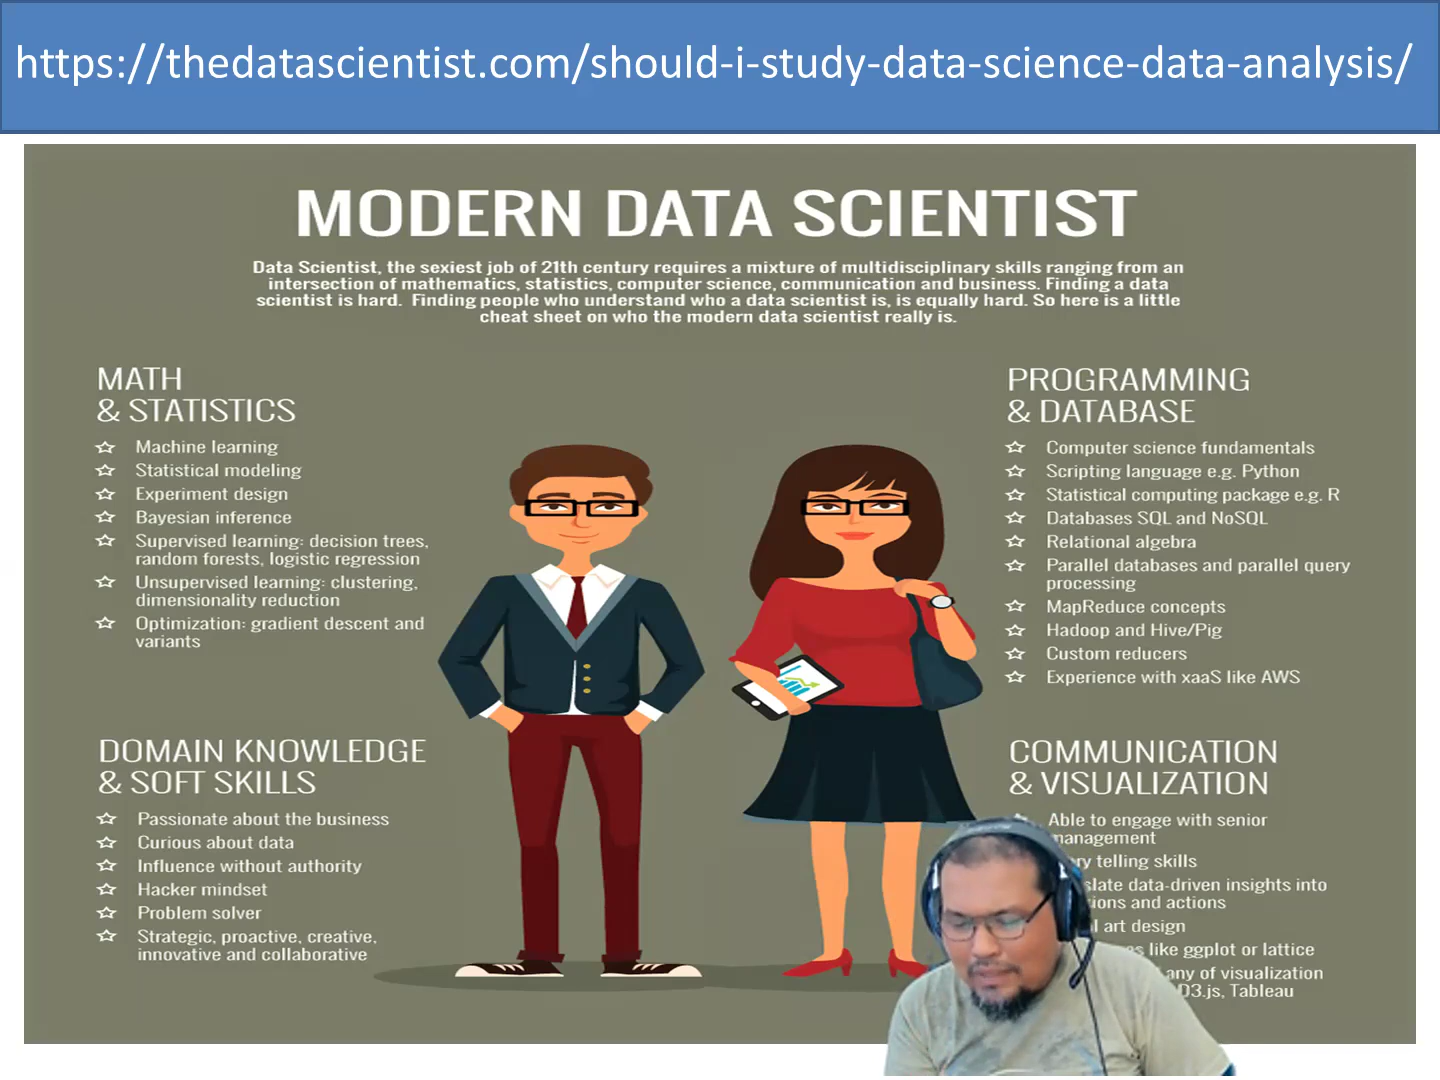 https://thedatascientist.com/should-i-study-data-science-data-analysis/
MODERN DATA SCIENTIST
Data Scientist, the sexiest job of 21th century requires a mixture of multidisciplinary skills ranging from an
intersection of mathematics, statistics, computer science, communication and business. Finding a data
scientist is hard. Finding people who understand who a data scientist is, is equally hard. So here is a little
cheat sheet on who the modern data scientist really is.
MATH
& STATISTICS
Machine learning
Statistical modeling
Experiment design
Bayesian inference
Supervised learning: decision trees,
random forests, logistic regression
Unsupervised learning: clustering,
dimensionality reduction
Optimization: gradient descent and
variants
PROGRAMMING
& DATABASE
Computer science fundamentals
Scripting language e.g. Python
Statistical computing package e.g. R
Databases SQL and NoSQL
Relational algebra
Parallel databases and parallel query
processing
MapReduce concepts
Hadoop and Hive/Pig
Custom reducers
Experience with xaaS like AWS
DOMAIN KNOWLEDGE
& SOFT SKILLS
Passionate about the business
Curious about data
Influence without authority
Hacker mindset
Problem solver
Strategic, proactive, creative,
innovative and collaborative
COMMUNICATION
& VISUALIZATION
Able to engage with senior
management
telling skills
data-driven insights into
and actions
art design
like ggplot or lattice
any of visualization
D3.js, Tableau